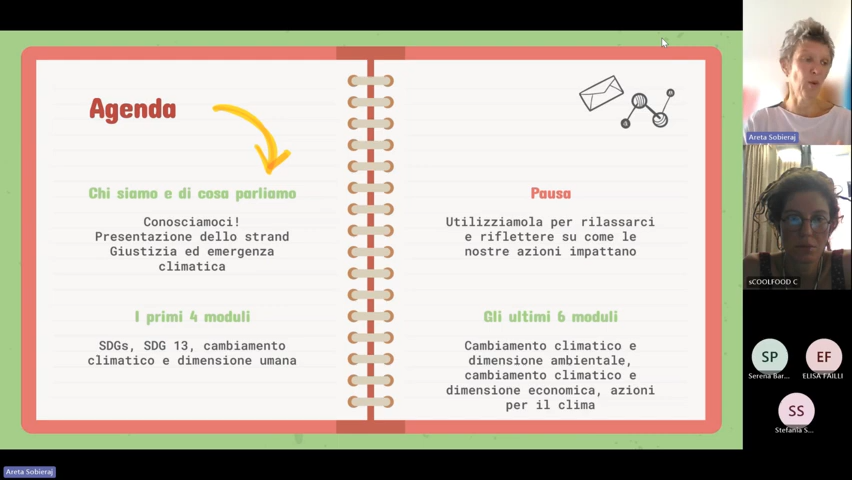 Agenda
Chi siamo e di cosa parliamo
Conosciamoci!
Presentazione dello strand
Giustizia ed emergenza
climatica
I primi 4 moduli
SDGs, SDG 13, cambiamento
climatico e dimensione umana
Pausa
Utilizziamola per rilassarci
e riflettere su come le
nostre azioni impattano
Gli ultimi 6 moduli
Cambiamento climatico e
dimensione ambientale,
cambiamento climatico e
dimensione economica, azioni
per il clima
Areta Sobieraj
sCOOLFOOD C
SP
EF
Serena Bar...
ELISA FAILLI
SS
Stefania S...
Areta Sobieraj